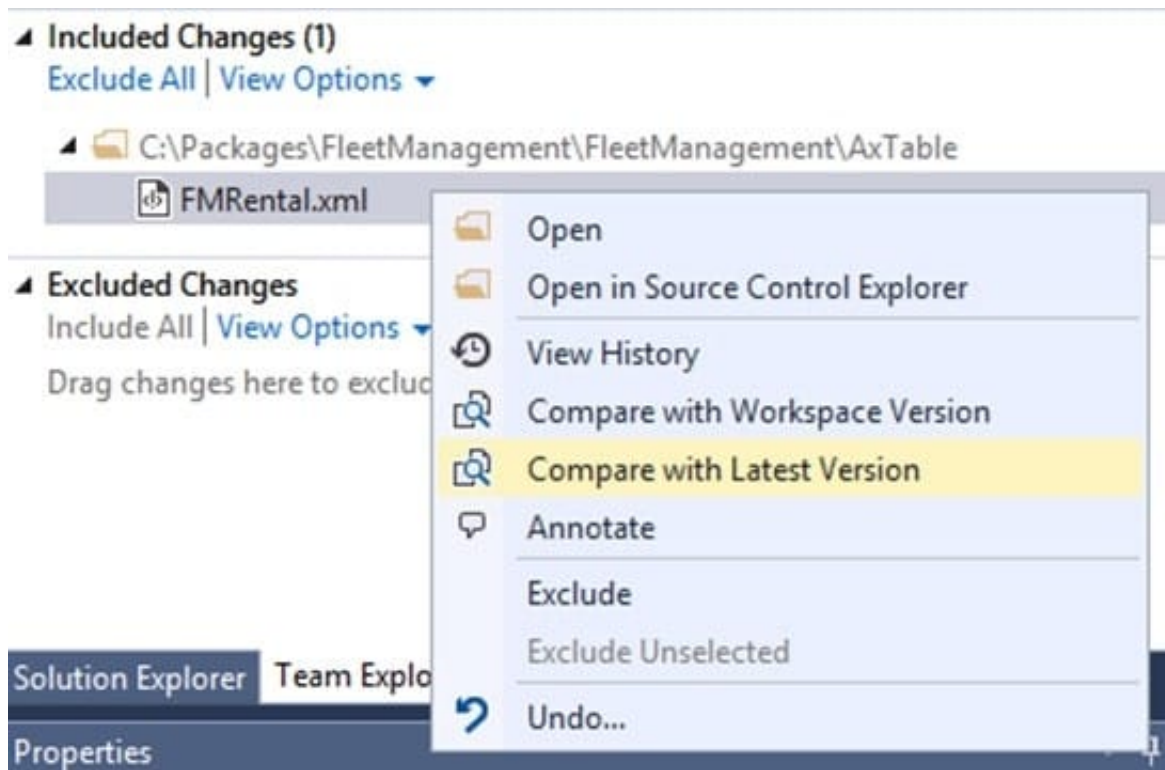 Included Changes (1)
Exclude All | View Options
C:\Packages\FleetManagement\FleetManagement\AxTable
FMRental.xml
Open
Open in Source Control Explorer
View History
Compare with Workspace Version
Compare with Latest Version
Annotate
Exclude
Exclude Unselected
Undo...
Excluded Changes
Include All | View Options
Drag changes here to exclud
Solution Explorer
Team Explo
Properties